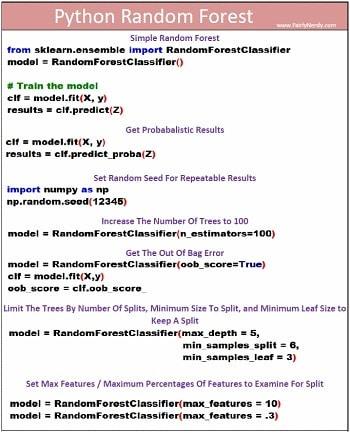 Python Random Forest
www.FairlyNerdy.com
Simple Random Forest
from sklearn.ensemble import RandomForestClassifier
model = RandomForestClassifier()
# Train the model
clf = model.fit(X, y)
results = clf.predict(Z)
Get Probabalistic Results
clf = model.fit(X, y)
results = clf.predict_proba(Z)
Set Random Seed For Repeatable Results
import numpy as np
np.random.seed(12345)
Increase The Number Of Trees to 100
model = RandomForestClassifier(n_estimators=100)
Get The Out Of Bag Error
model = RandomForestClassifier(oob_score=True)
clf = model.fit(X,y)
oob_score = clf.oob_score_
Limit The Trees By Number Of Splits, Minimum Size To Split, and Minimum Leaf Size to
Keep A Split
model = RandomForestClassifier(max_depth = 5,
min_samples_split = 6,
min_samples_leaf = 3)
Set Max Features / Maximum Percentages Of Features to Examine For Split
model = RandomForestClassifier(max_features = 10)
model = RandomForestClassifier(max_features = .3)